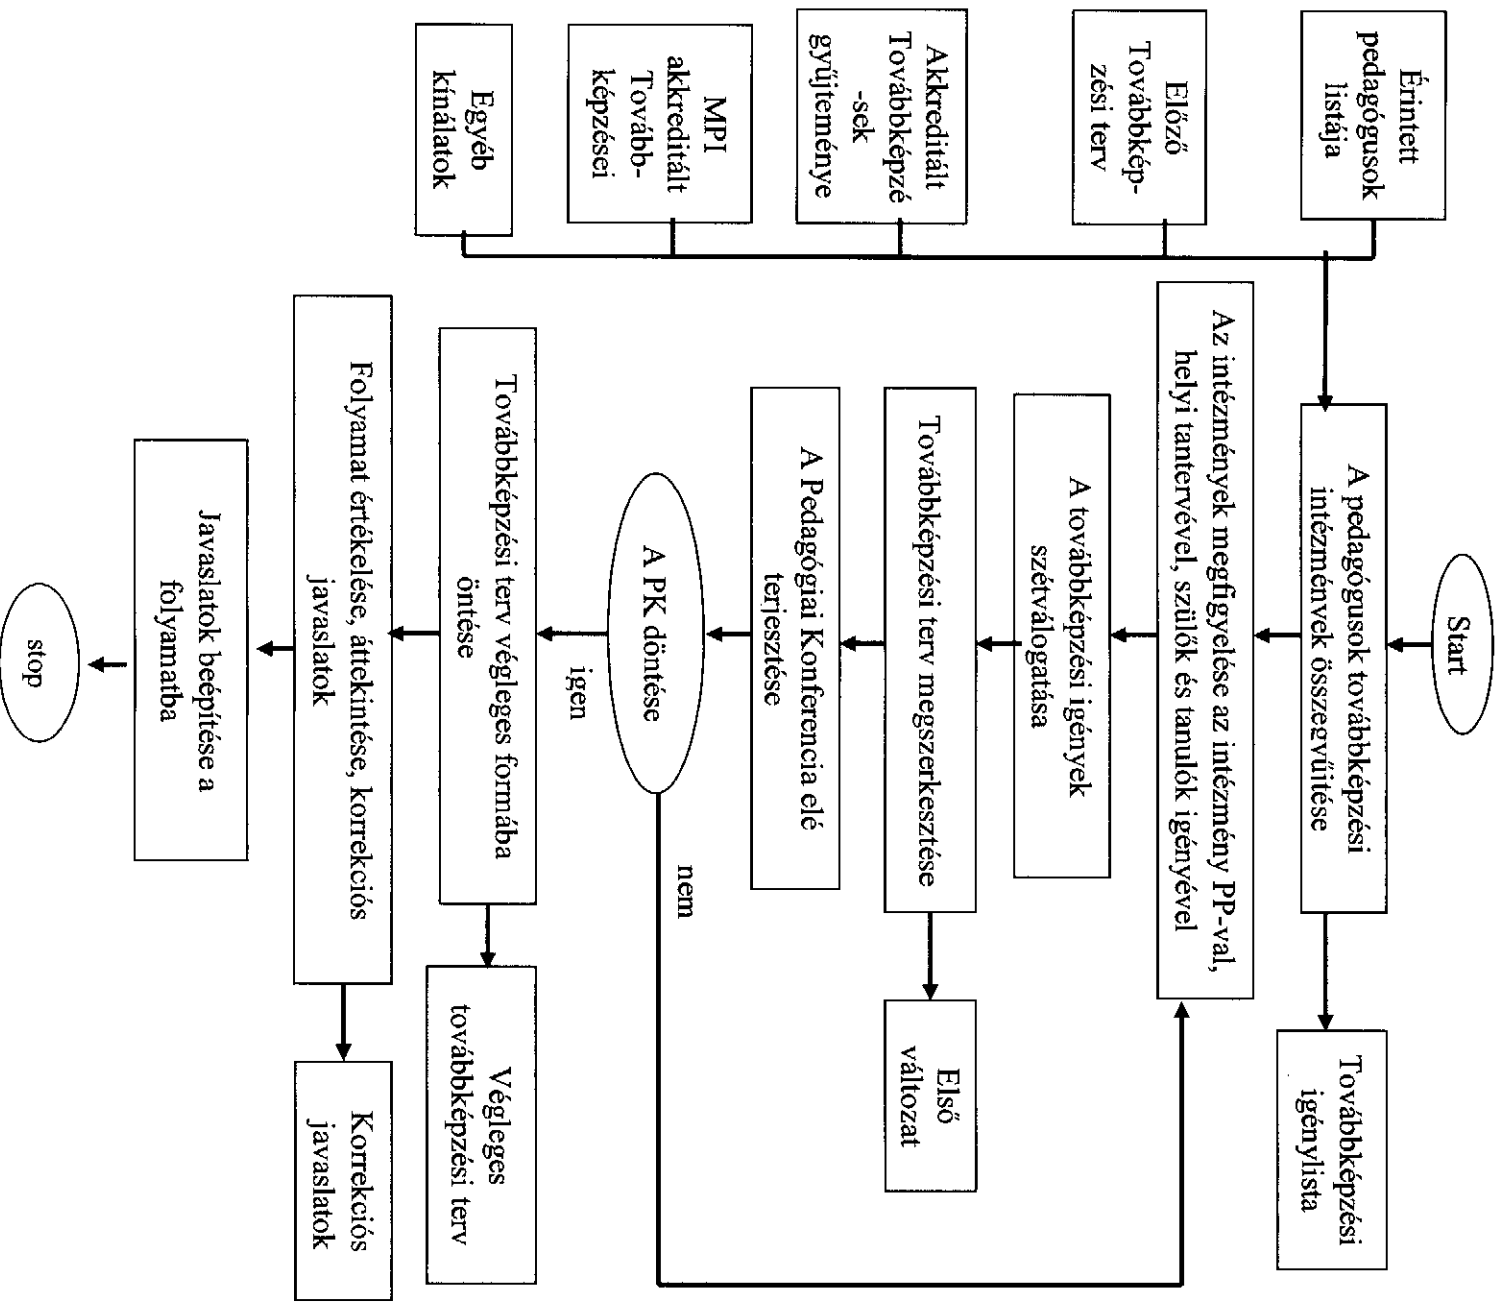 Start
Érintett
pedagógusok
listája
A pedagógusok továbbképzési
intézmények összegyűitése
Továbbképzési
igénylista
Előző
Továbbkép-
zési terv
Az intézmények megfigyelése az intézmény PP-val,
helyi tantervével, szülők és tanulók igényével
Akkreditált
Továbbképzé
-sek
gyűjteménye
A továbbképzési igények
szétválogatása
Továbbképzési terv megszerkesztése
Első
változat
MPI
akkreditált
Tovább-
képzései
A Pedagógiai Konferencia elé
terjesztése
A PK döntése
nem
igen
Egyéb
kínálatok
Továbbképzési terv végleges formába
öntése
Végleges
továbbképzési terv
Folyamat értékelése, áttekintése, korrekciós
javaslatok
Korrekciós
javaslatok
Javaslatok beépítése a
folyamatba
stop